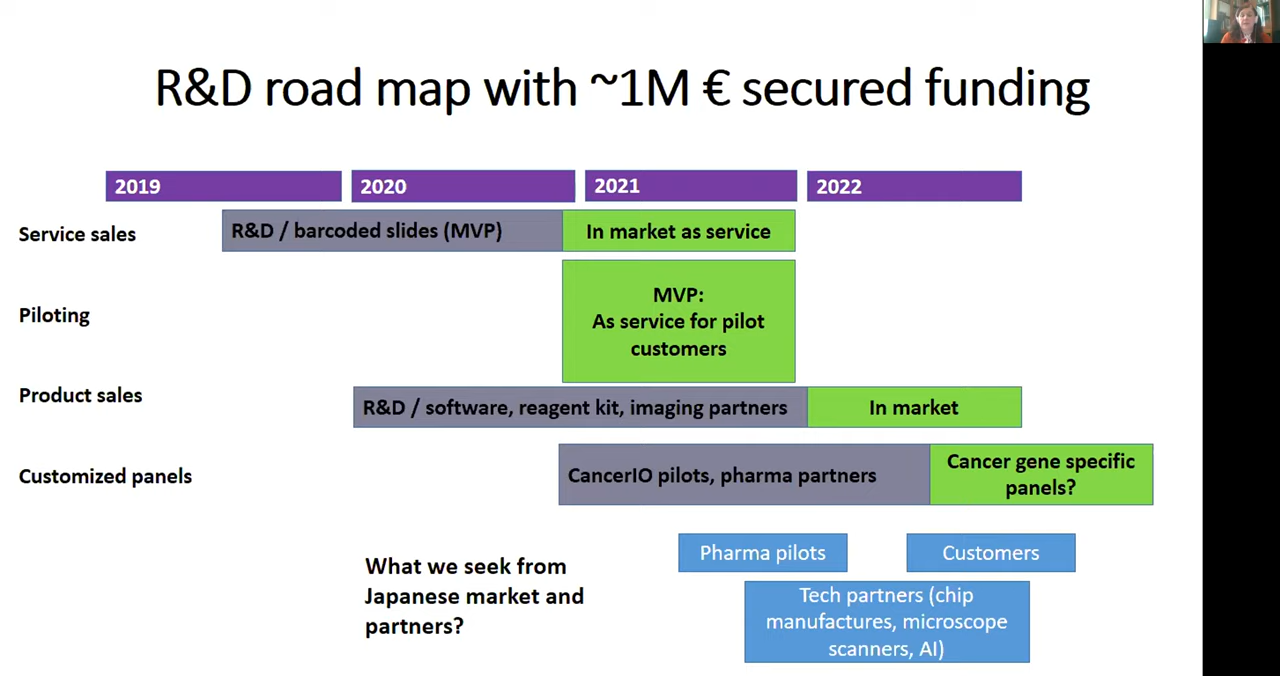 R&D road map with ~1M € secured funding
2019
2020
2021
2022
Service sales
R&D / barcoded slides (MVP)
In market as service
Piloting
MVP:
As service for pilot
customers
Product sales
R&D / software, reagent kit, imaging partners
In market
Customized panels
CancerIO pilots, pharma partners
Cancer gene specific
panels?
What we seek from
Japanese market and
partners?
Pharma pilots
Customers
Tech partners (chip
manufactures, microscope
scanners, AI)